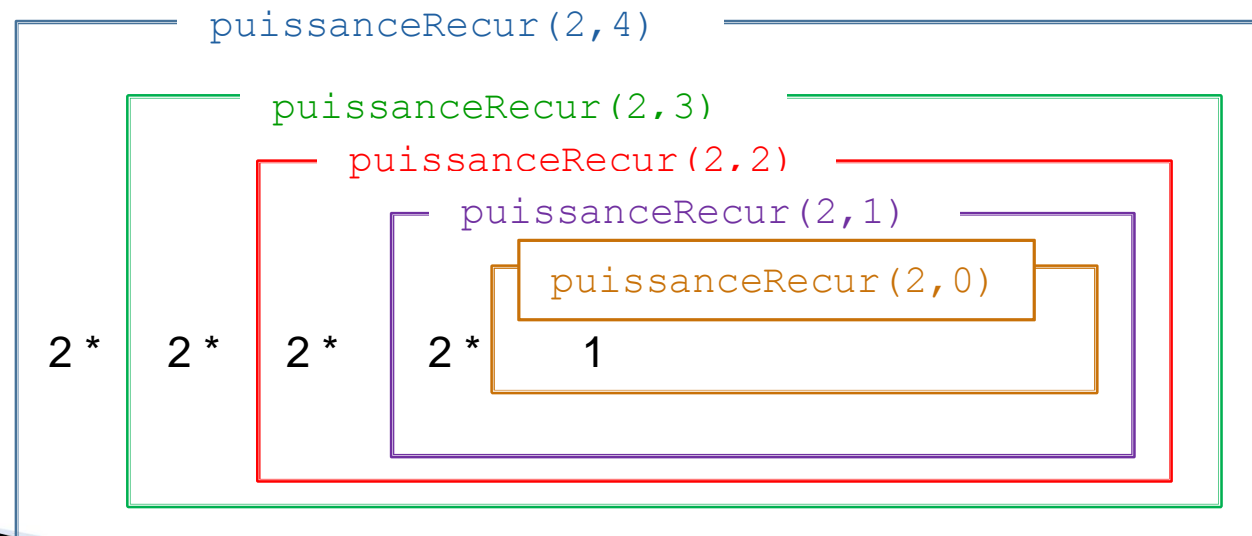 puissanceRecur(2,4)
puissanceRecur(2,3)
puissanceRecur(2,2)
puissanceRecur(2,1)
puissanceRecur(2,0)
2 * 2 * 2 * 2 * 1